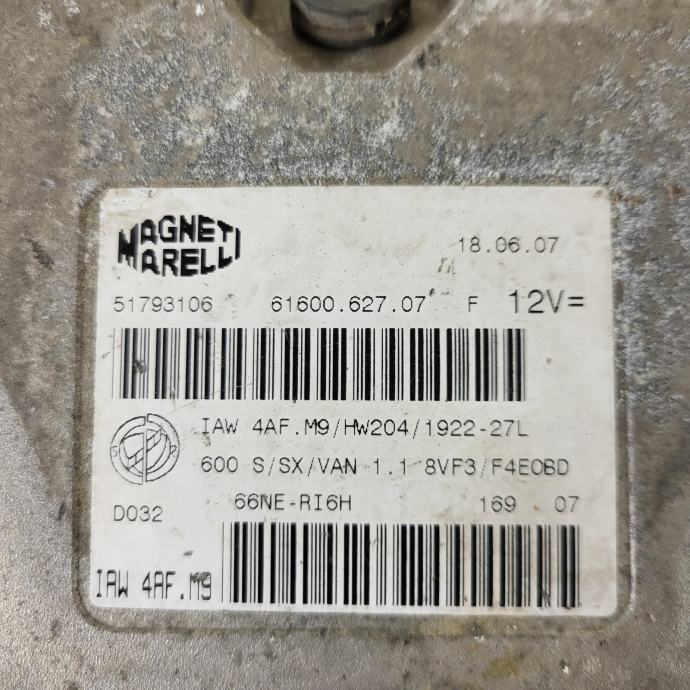 MAGNETI
MARELLI
18.06.07
51793106 61600.627.07 F 12V=
IAW 4AF.M9/HW204/1922-27L
600 S/SX/VAN 1.1 8VF3/F4EOBD
D032 66NE-RI6H 169 07
IAW 4AF.M9